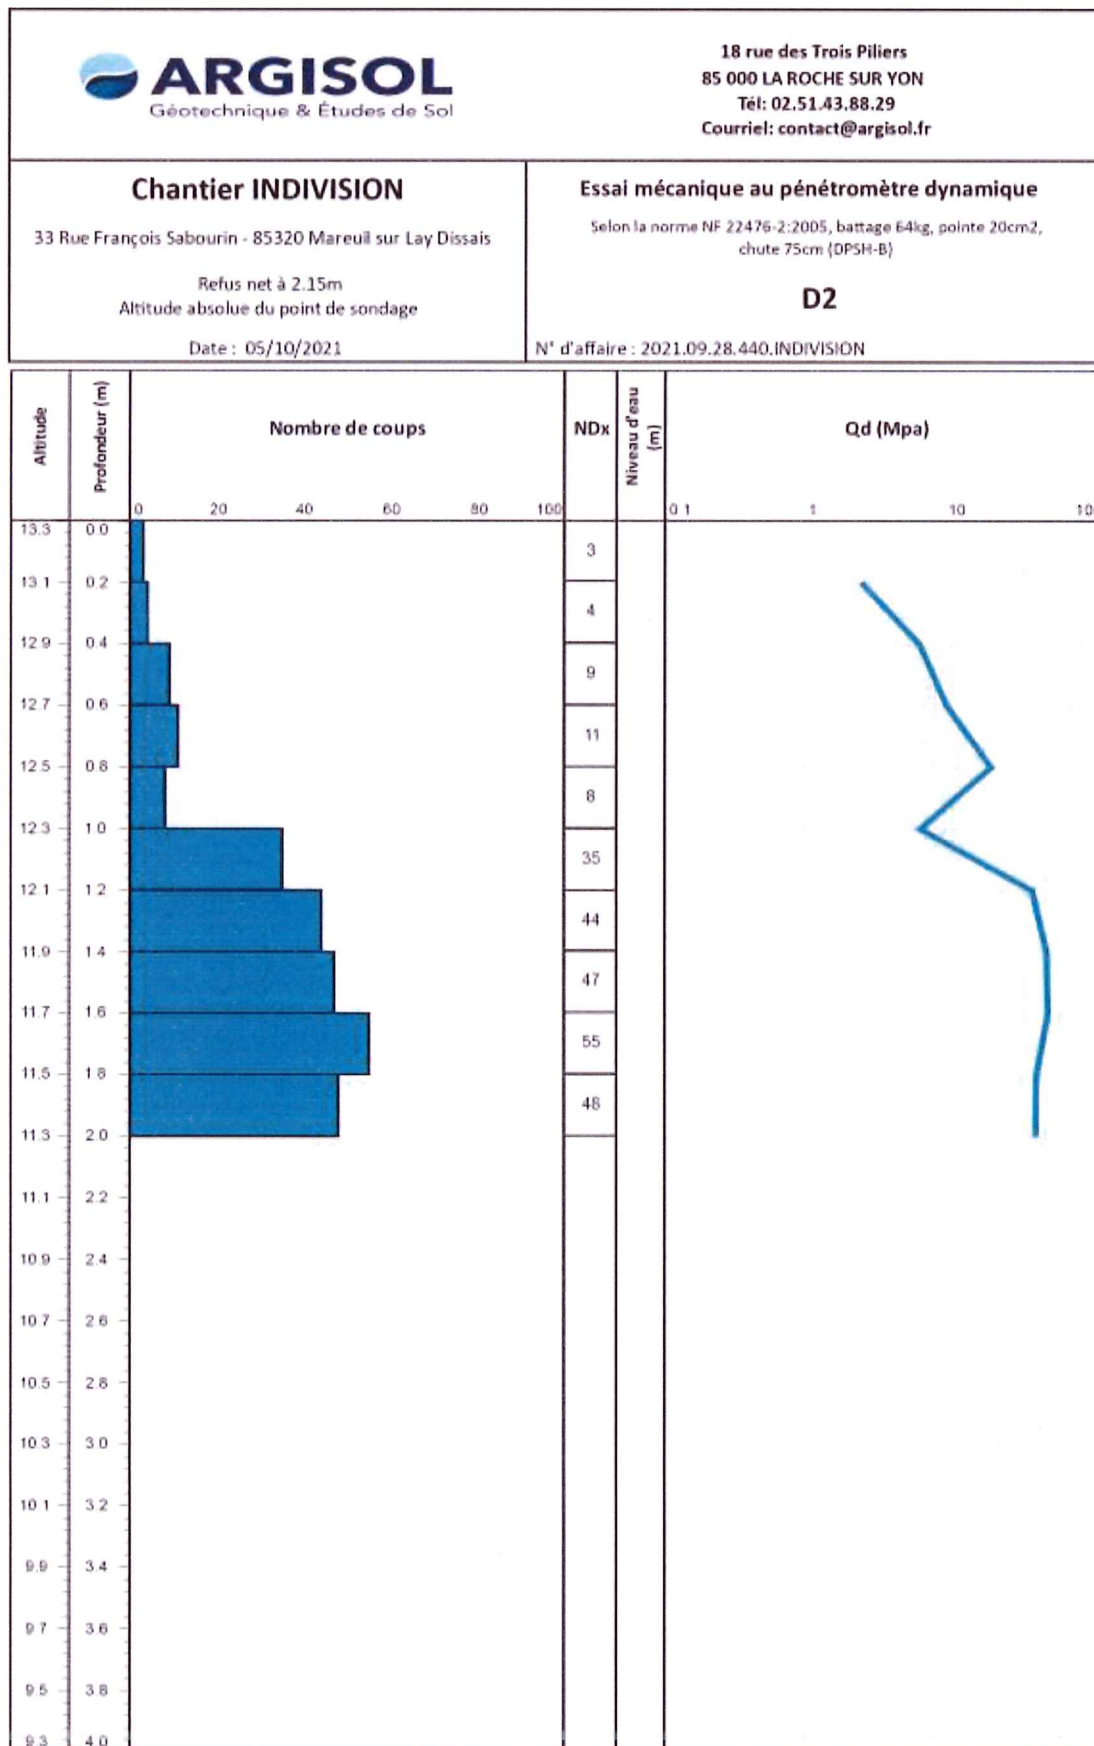 ARGISOL
Géotechnique & Études de Sol
18 rue des Trois Piliers
85 000 LA ROCHE SUR YON
Tél: 02.51.43.88.29
Courriel: contact@argisol.fr
Chantier INDIVISION
33 Rue François Sabourin - 85320 Mareuil sur Lay Dissais
Refus net à 2.15m
Altitude absolue du point de sondage
Date : 05/10/2021
Essai mécanique au pénétromètre dynamique
Selon la norme NF 22476-2:2005, battage 64kg, pointe 20cm2,
chute 75cm (DPSH-B)
D2
N° d'affaire : 2021.09.28.440.INDIVISION
Altitude
Profondeur (m)
Nombre de coups
NDx
Niveau d'eau
(m)
Qd (Mpa)
0 20 40 60 80 100
0.1 1 10 100
13.3 0.0
3
13.1 0.2
4
12.9 0.4
9
12.7 0.6
11
12.5 0.8
8
12.3 1.0
35
12.1 1.2
44
11.9 1.4
47
11.7 1.6
55
11.5 1.8
48
11.3 2.0
11.1 2.2
10.9 2.4
10.7 2.6
10.5 2.8
10.3 3.0
10.1 3.2
9.9 3.4
9.7 3.6
9.5 3.8
9.3 4.0